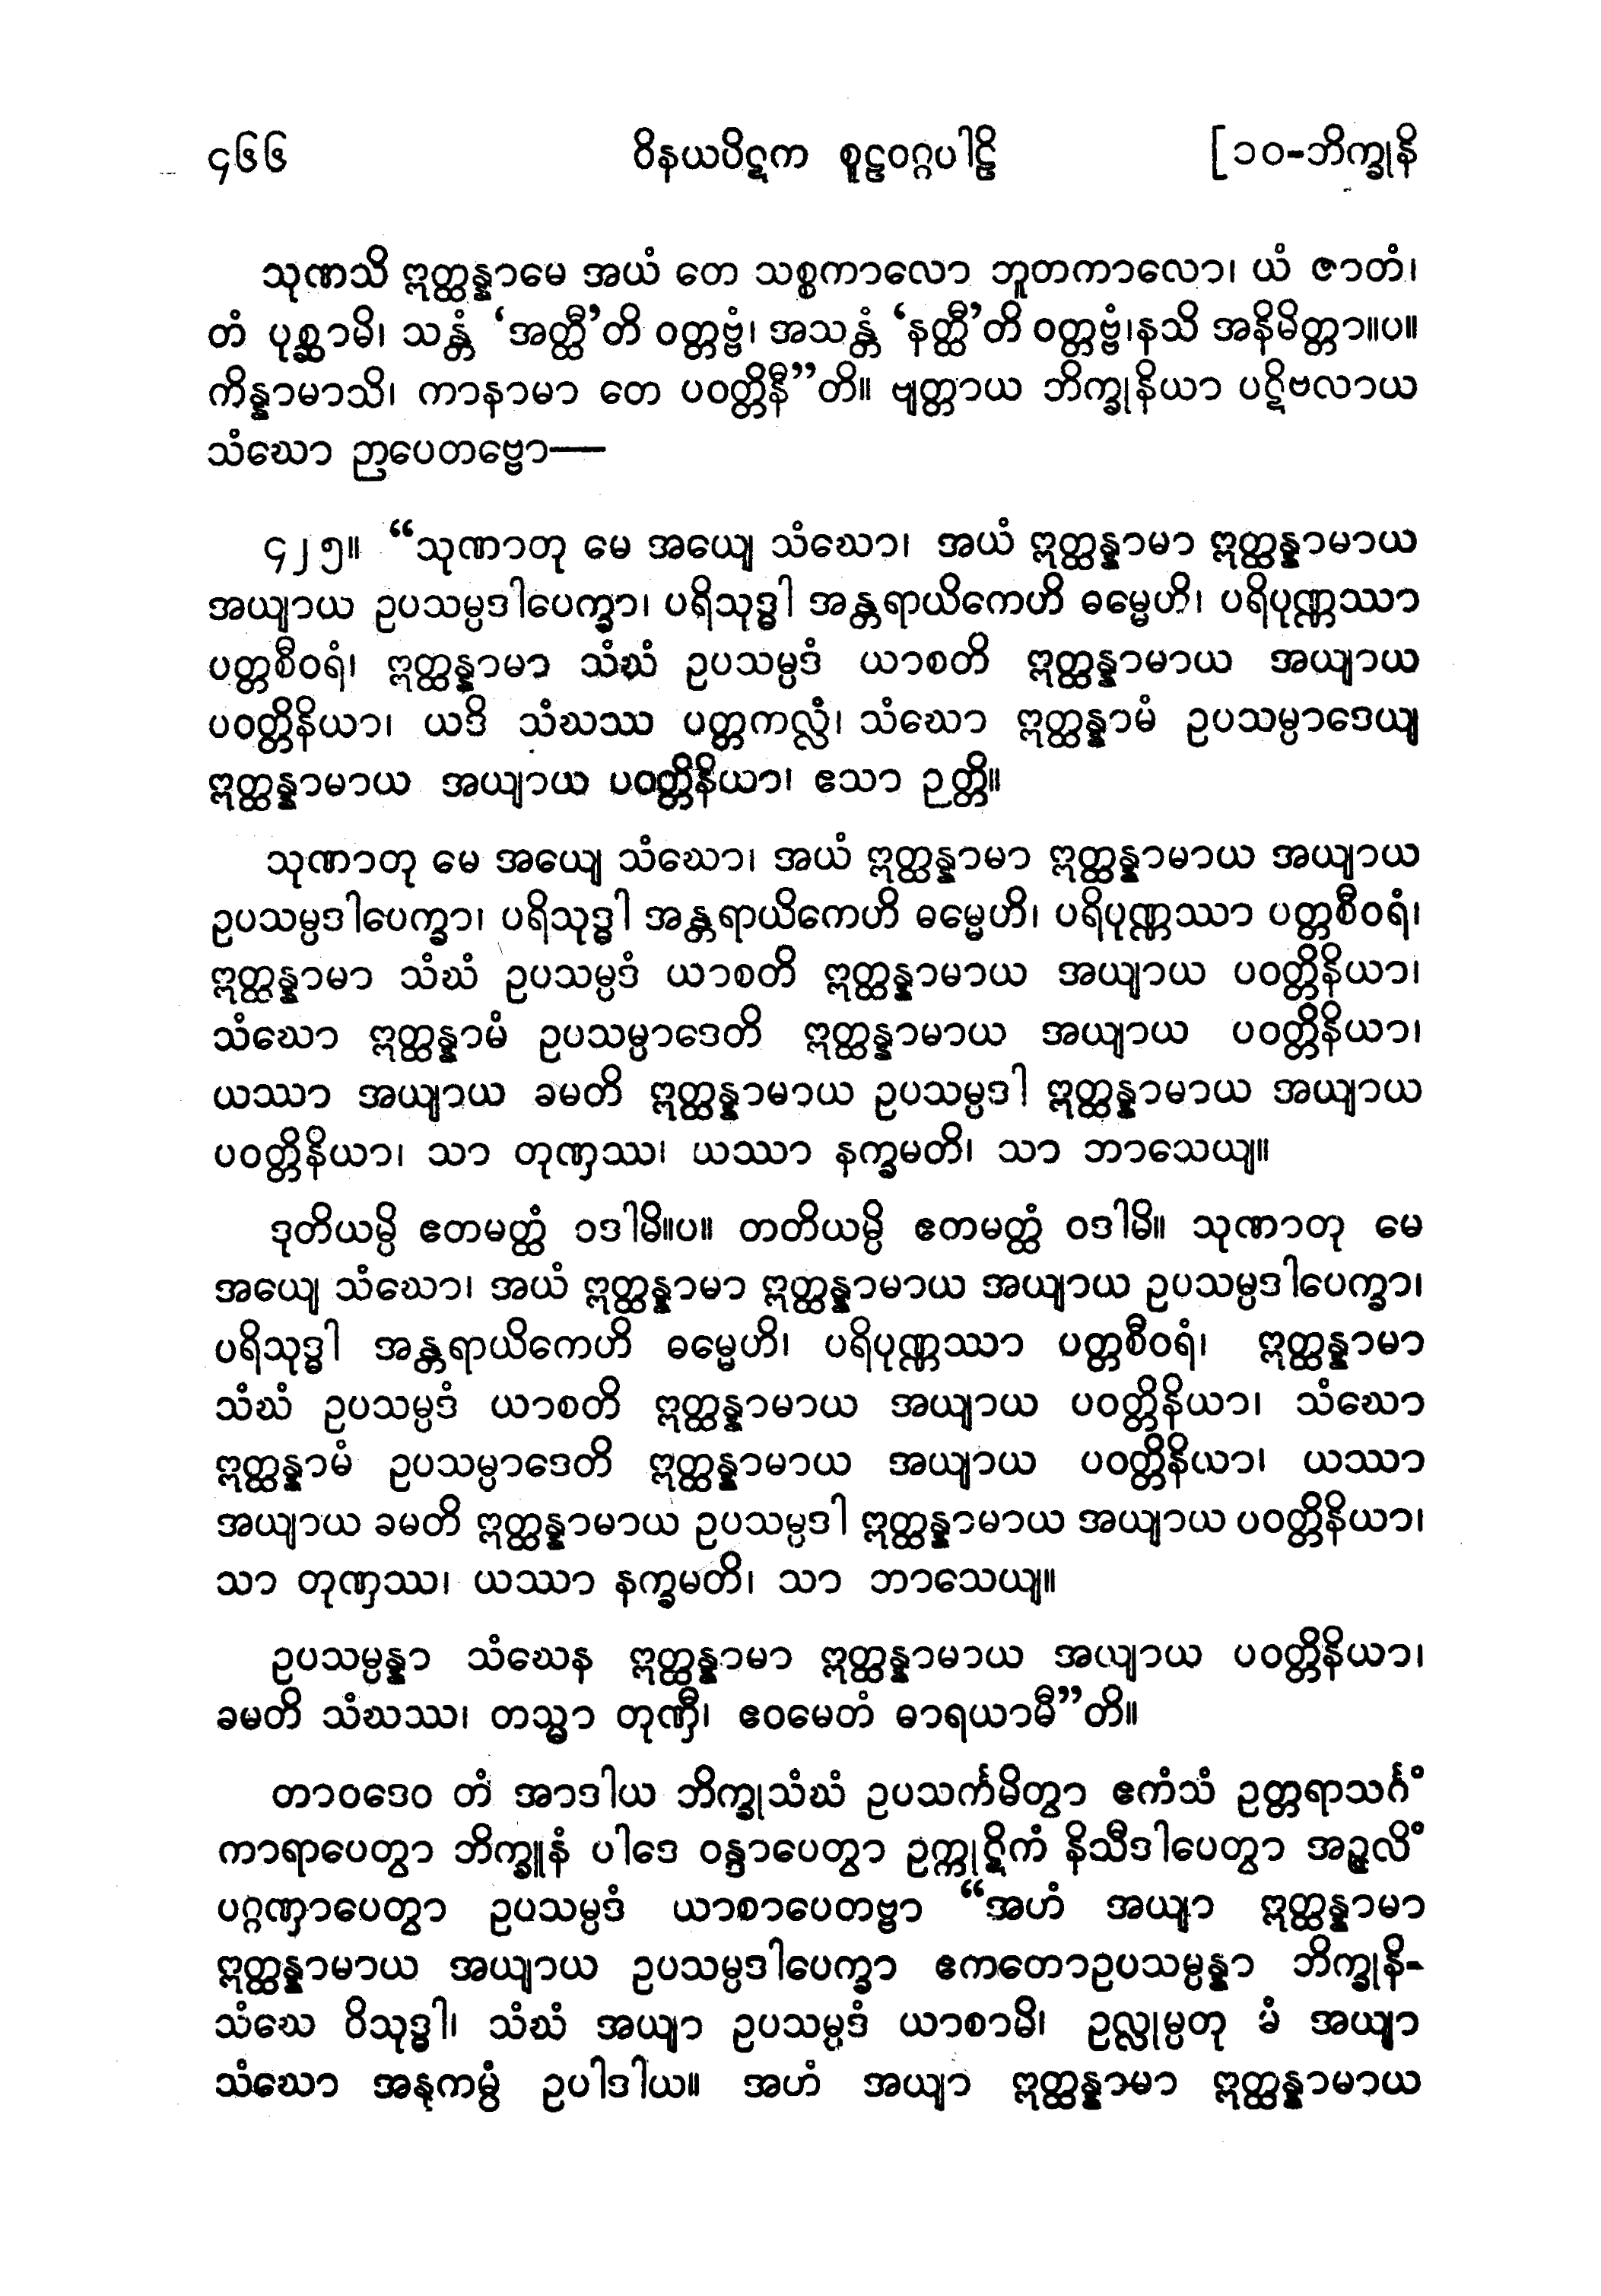 ၄၆၆ ဝိနယပိဋက စူဠဝဂ္ဂပါဠိ [၁၀-ဘိက္ခုနိ
သုဏသိ ဣတ္ထန္နာမေ အယံ တေ သစ္စကာလော ဘူတကာလော၊ ယံ ဇာတံ၊
တံ ပုစ္ဆာမိ၊ သန္တံ ‘အတ္ထီ’တိ ဝတ္တဗ္ဗံ၊ အသန္တံ ‘နတ္ထီ’တိ ဝတ္တဗ္ဗံ၊နသိ အနိမိတ္တာ။ပ။
ကိန္နာမာသိ၊ ကာနာမာ တေ ပဝတ္တိနီ”တိ။ ဗျတ္တာယ ဘိက္ခုနိယာ ပဋိဗလာယ
သံဃော ဉာပေတဗ္ဗော—
၄၂၅။ “သုဏာတု မေ အယျေ သံဃော၊ အယံ ဣတ္ထန္နာမာ ဣတ္ထန္နာမာယ
အယျာယ ဥပသမ္ပဒါပေက္ခာ၊ ပရိသုဒ္ဓါ အန္တရာယိကေဟိ ဓမ္မေဟိ၊ ပရိပုဏ္ဏဿာ
ပတ္တစီဝရံ၊ ဣတ္ထန္နာမာ သံဃံ ဥပသမ္ပဒံ ယာစတိ ဣတ္ထန္နာမာယ အယျာယ
ပဝတ္တိနိယာ၊ ယဒိ သံဃဿ ပတ္တကလ္လံ၊ သံဃော ဣတ္ထန္နာမံ ဥပသမ္ပာဒေယျ
ဣတ္ထန္နာမာယ အယျာယ ပဝတ္တိနိယာ၊ ဧသာ ဉတ္တိ။
သုဏာတု မေ အယျေ သံဃော၊ အယံ ဣတ္ထန္နာမာ ဣတ္ထန္နာမာယ အယျာယ
ဥပသမ္ပဒါပေက္ခာ၊ ပရိသုဒ္ဓါ အန္တရာယိကေဟိ ဓမ္မေဟိ၊ ပရိပုဏ္ဏဿာ ပတ္တစီဝရံ၊
ဣတ္ထန္နာမာ သံဃံ ဥပသမ္ပဒံ ယာစတိ ဣတ္ထန္နာမာယ အယျာယ ပဝတ္တိနိယာ၊
သံဃော ဣတ္ထန္နာမံ ဥပသမ္ပာဒေတိ ဣတ္ထန္နာမာယ အယျာယ ပဝတ္တိနိယာ၊
ယဿာ အယျာယ ခမတိ ဣတ္ထန္နာမာယ ဥပသမ္ပဒါ ဣတ္ထန္နာမာယ အယျာယ
ပဝတ္တိနိယာ၊ သာ တုဏှဿ၊ ယဿာ နက္ခမတိ၊ သာ ဘာသေယျ။
ဒုတိယမ္ပိ ဧတမတ္ထံ ဝဒါမိ။ပ။ တတိယမ္ပိ ဧတမတ္ထံ ဝဒါမိ။ သုဏာတု မေ
အယျေ သံဃော၊ အယံ ဣတ္ထန္နာမာ ဣတ္ထန္နာမာယ အယျာယ ဥပသမ္ပဒါပေက္ခာ၊
ပရိသုဒ္ဓါ အန္တရာယိကေဟိ ဓမ္မေဟိ၊ ပရိပုဏ္ဏဿာ ပတ္တစီဝရံ၊ ဣတ္ထန္နာမာ
သံဃံ ဥပသမ္ပဒံ ယာစတိ ဣတ္ထန္နာမာယ အယျာယ ပဝတ္တိနိယာ၊ သံဃော
ဣတ္ထန္နာမံ ဥပသမ္ပာဒေတိ ဣတ္ထန္နာမာယ အယျာယ ပဝတ္တိနိယာ၊ ယဿာ
အယျာယ ခမတိ ဣတ္ထန္နာမာယ ဥပသမ္ပဒါ ဣတ္ထန္နာမာယ အယျာယ ပဝတ္တိနိယာ၊
သာ တုဏှဿ၊ ယဿာ နက္ခမတိ၊ သာ ဘာသေယျ။
ဥပသမ္ပန္နာ သံဃေန ဣတ္ထန္နာမာ ဣတ္ထန္နာမာယ အယျာယ ပဝတ္တိနိယာ၊
ခမတိ သံဃဿ၊ တသ္မာ တုဏှီ၊ ဧဝမေတံ ဓာရယာမီ”တိ။
တာဝဒေဝ တံ အာဒါယ ဘိက္ခုသံဃံ ဥပသင်္ကမိတွာ ဧကံသံ ဥတ္တရာသင်္ဂံ
ကာရာပေတွာ ဘိက္ခူနံ ပါဒေ ဝန္ဒာပေတွာ ဥက္ကုဋိကံ နိသီဒါပေတွာ အဉ္ဇလိံ
ပဂ္ဂဏှာပေတွာ ဥပသမ္ပဒံ ယာစာပေတဗ္ဗာ “အဟံ အယျာ ဣတ္ထန္နာမာ
ဣတ္ထန္နာမာယ အယျာယ ဥပသမ္ပဒါပေက္ခာ ဧကတောဥပသမ္ပန္နာ ဘိက္ခုနိ-
သံဃေ ဝိသုဒ္ဓါ၊ သံဃံ အယျာ ဥပသမ္ပဒံ ယာစာမိ၊ ဥလ္လုမ္ပတု မံ အယျာ
သံဃော အနုကမ္ပံ ဥပါဒါယ။ အဟံ အယျာ ဣတ္ထန္နာမာ ဣတ္ထန္နာမာယ